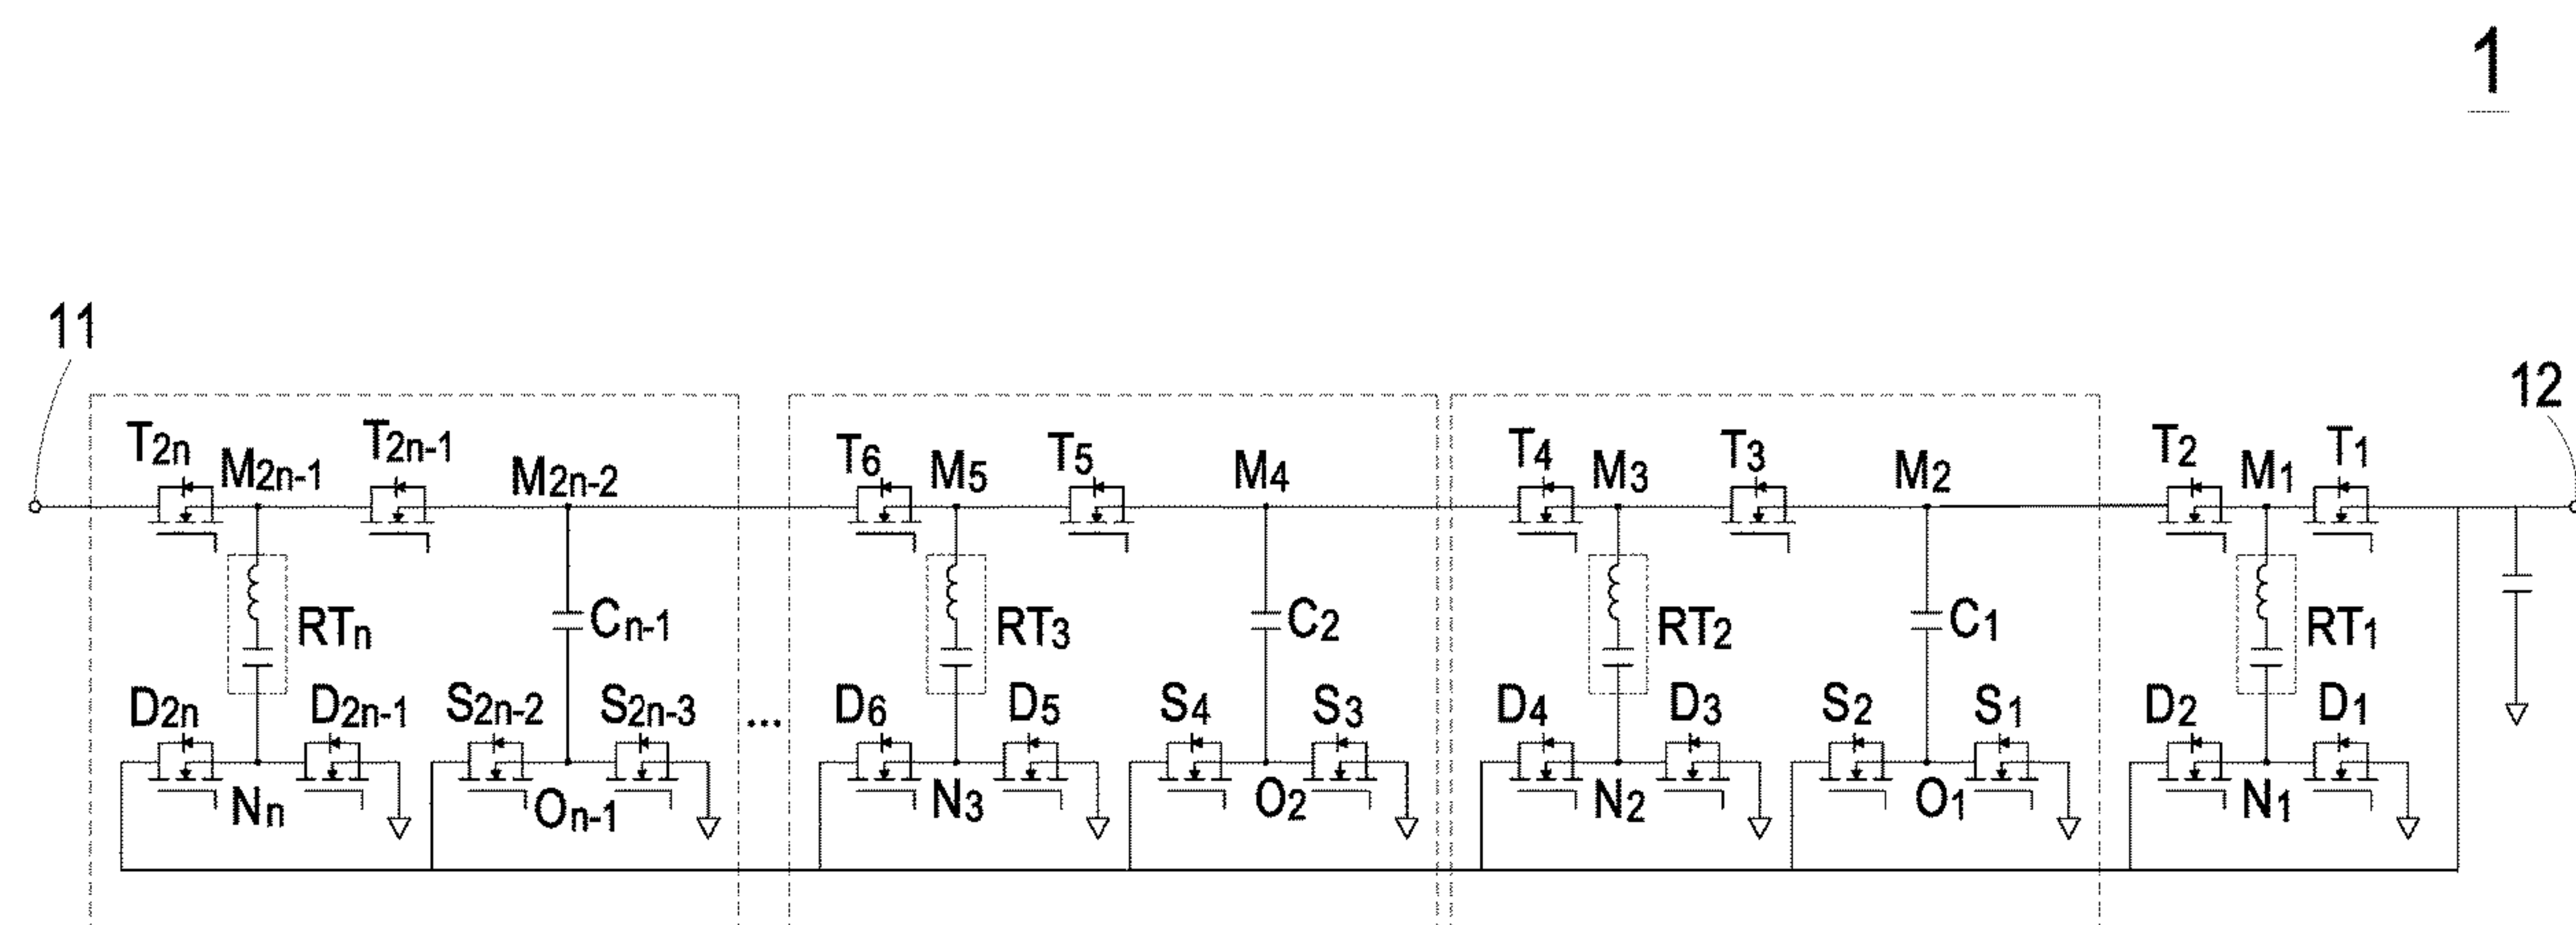 1
11
12
T2n M2n-1 T2n-1 M2n-2 T6 M5 T5 M4 T4 M3 T3 M2 T2 M1 T1
RTn Cn-1 RT3 C2 RT2 C1 RT1
D2n D2n-1 S2n-2 S2n-3 ... D6 D5 S4 S3 D4 D3 S2 S1 D2 D1
Nn On-1 N3 O2 N2 O1 N1